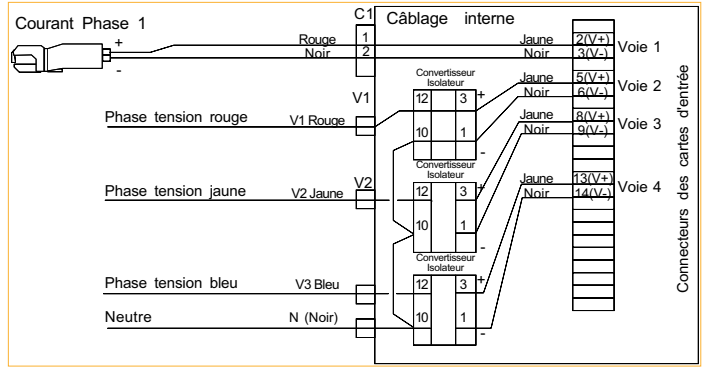 Courant Phase 1
+
-
Rouge
Noir
C1
1
2
Câblage interne
Jaune
Noir
2(V+)
3(V-)
Voie 1
Convertisseur
Isolateur
12
3
+
10
1
-
Jaune
Noir
5(V+)
6(V-)
Voie 2
V1
Phase tension rouge
V1 Rouge
Jaune
Noir
8(V+)
9(V-)
Voie 3
Convertisseur
Isolateur
12
3
+
10
1
-
V2
Phase tension jaune
V2 Jaune
Jaune
Noir
13(V+)
14(V-)
Voie 4
Convertisseur
Isolateur
12
3
+
10
1
-
Phase tension bleu
V3 Bleu
Neutre
N (Noir)
Connecteurs des cartes d'entrée